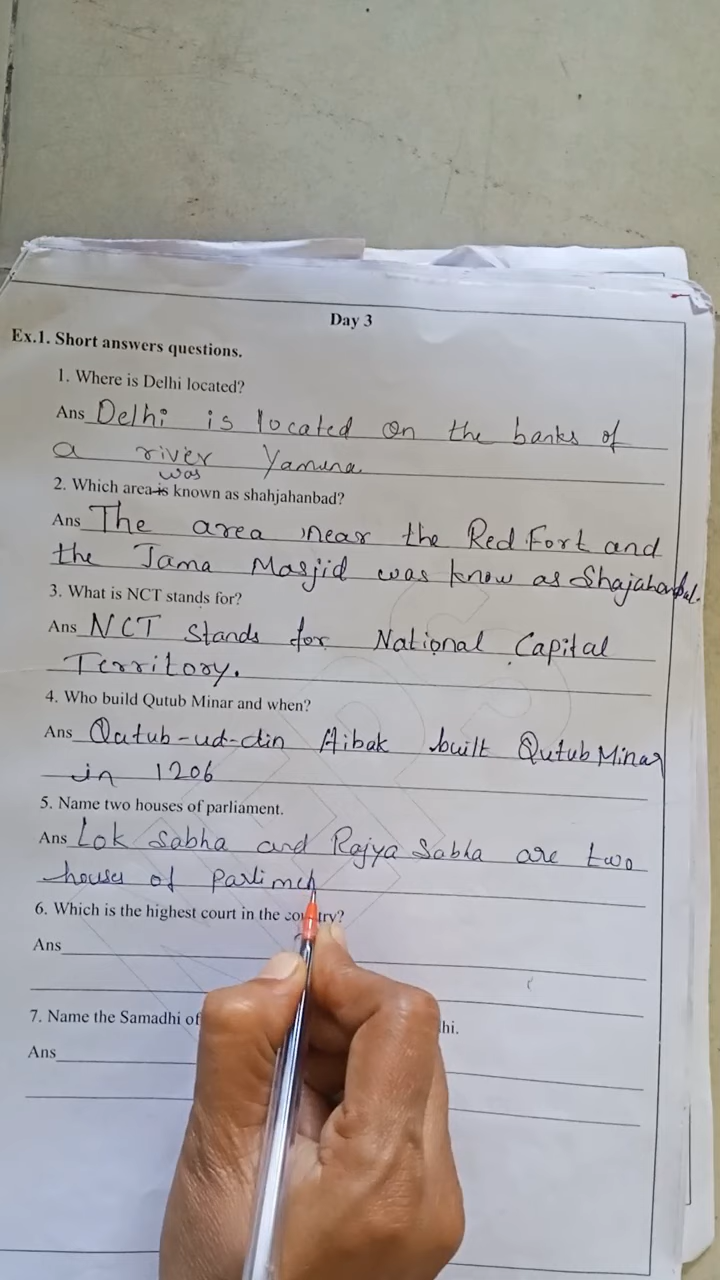 Day 3
Ex.1. Short answers questions.
1. Where is Delhi located?
Ans Delhi is located on the banks of
a river Yamuna
was
2. Which area is known as shahjahanbad?
Ans The area near the Red Fort and
the Jama Masjid was know as
3. What is NCT stands for?
Ans NCT Stands for National Capital
Territory.
4. Who build Qutub Minar and when?
Ans Qutub-ud-din Aibak built Qutub Minar
in 1206
5. Name two houses of parliament.
Ans Lok Sabha and Rajya Sabha are two
houses of
6. Which is the highest court in the country?
Ans
7. Name the Samadhi of
Ans